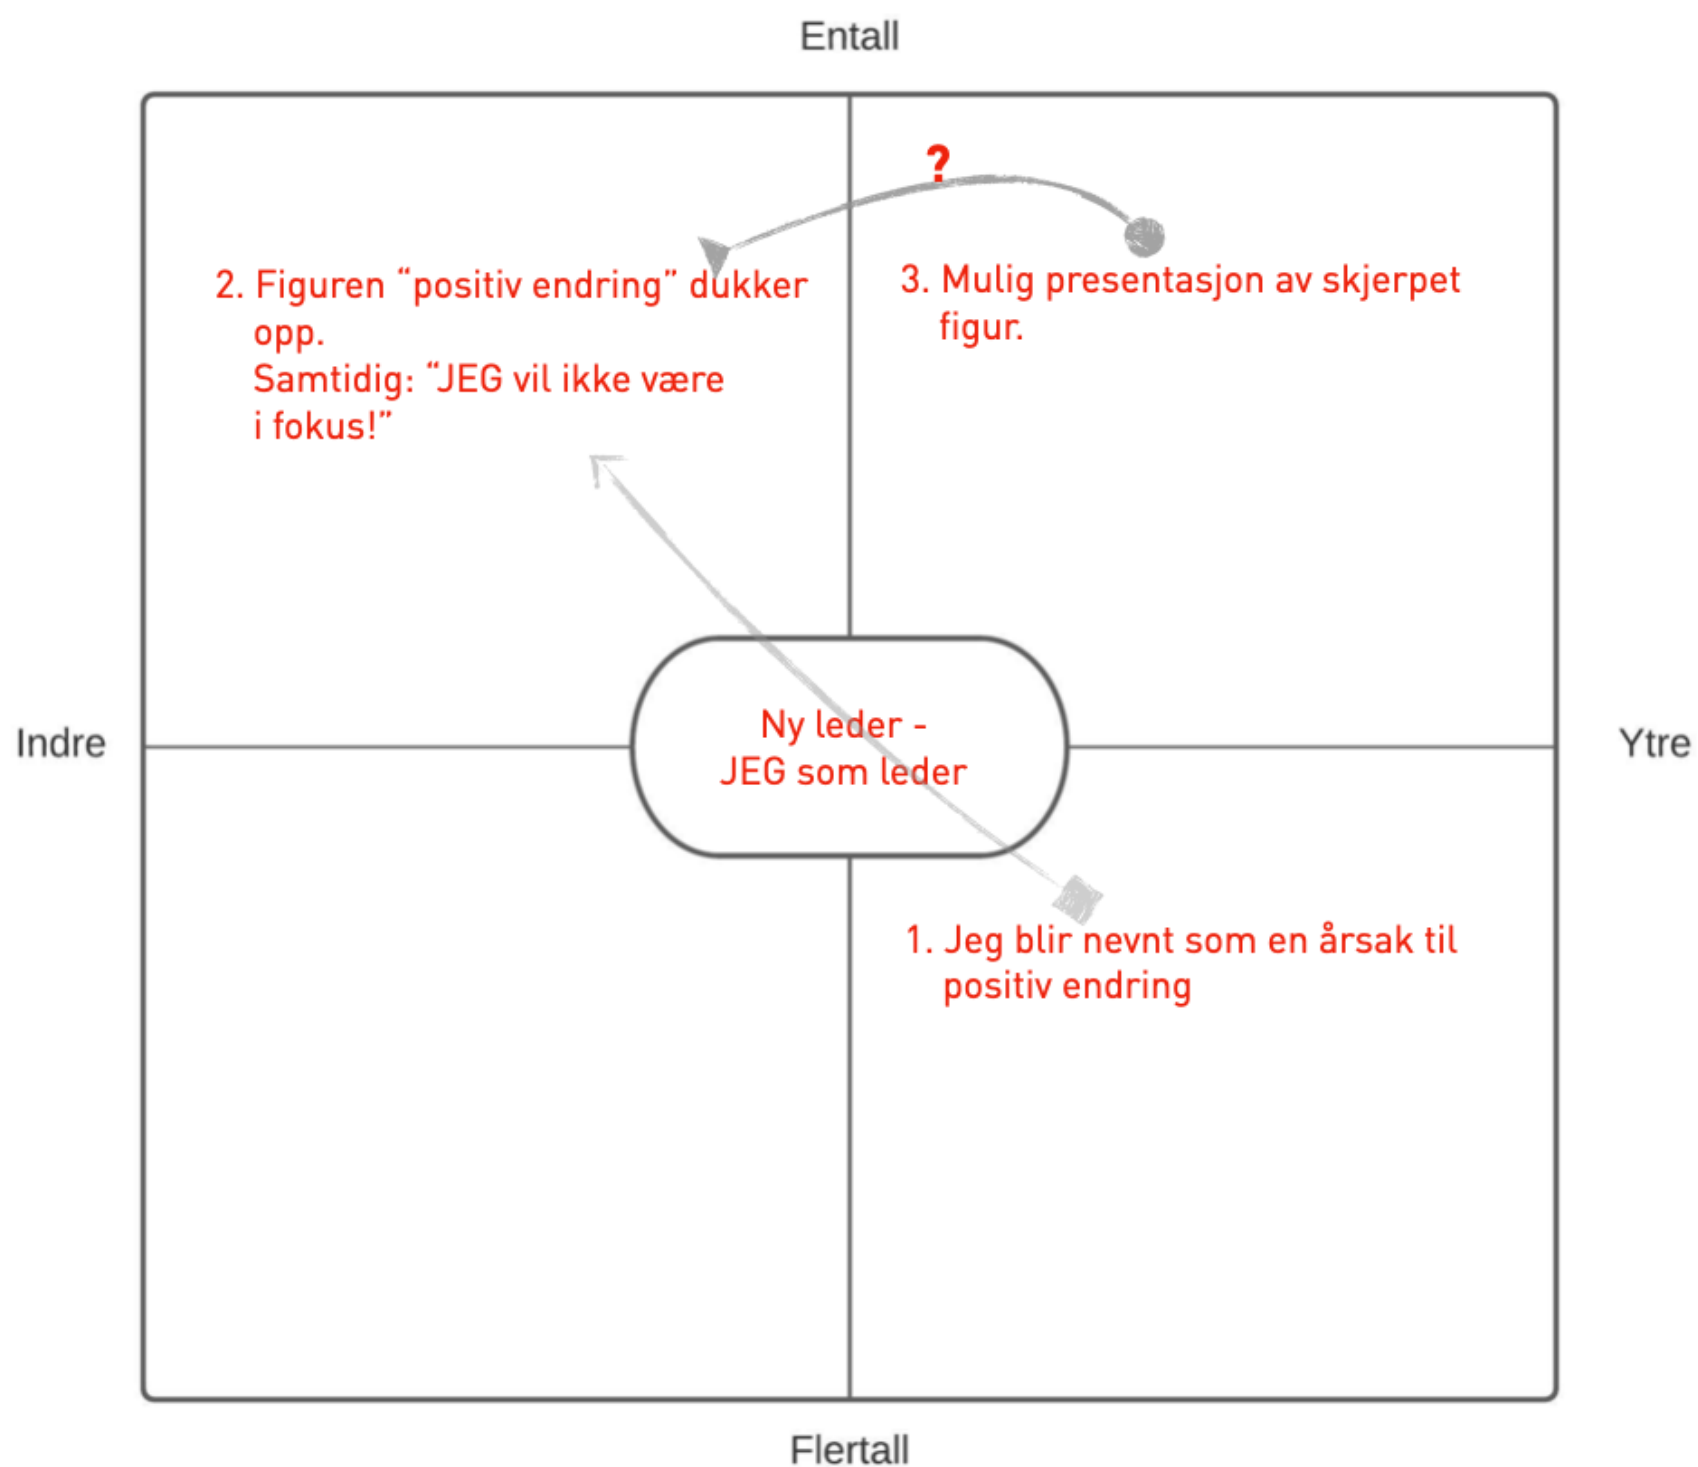 Entall
?
2. Figuren “positiv endring” dukker
opp.
Samtidig: “JEG vil ikke være
i fokus!”
3. Mulig presentasjon av skjerpet
figur.
Indre
Ny leder -
JEG som leder
Ytre
1. Jeg blir nevnt som en årsak til
positiv endring
Flertall